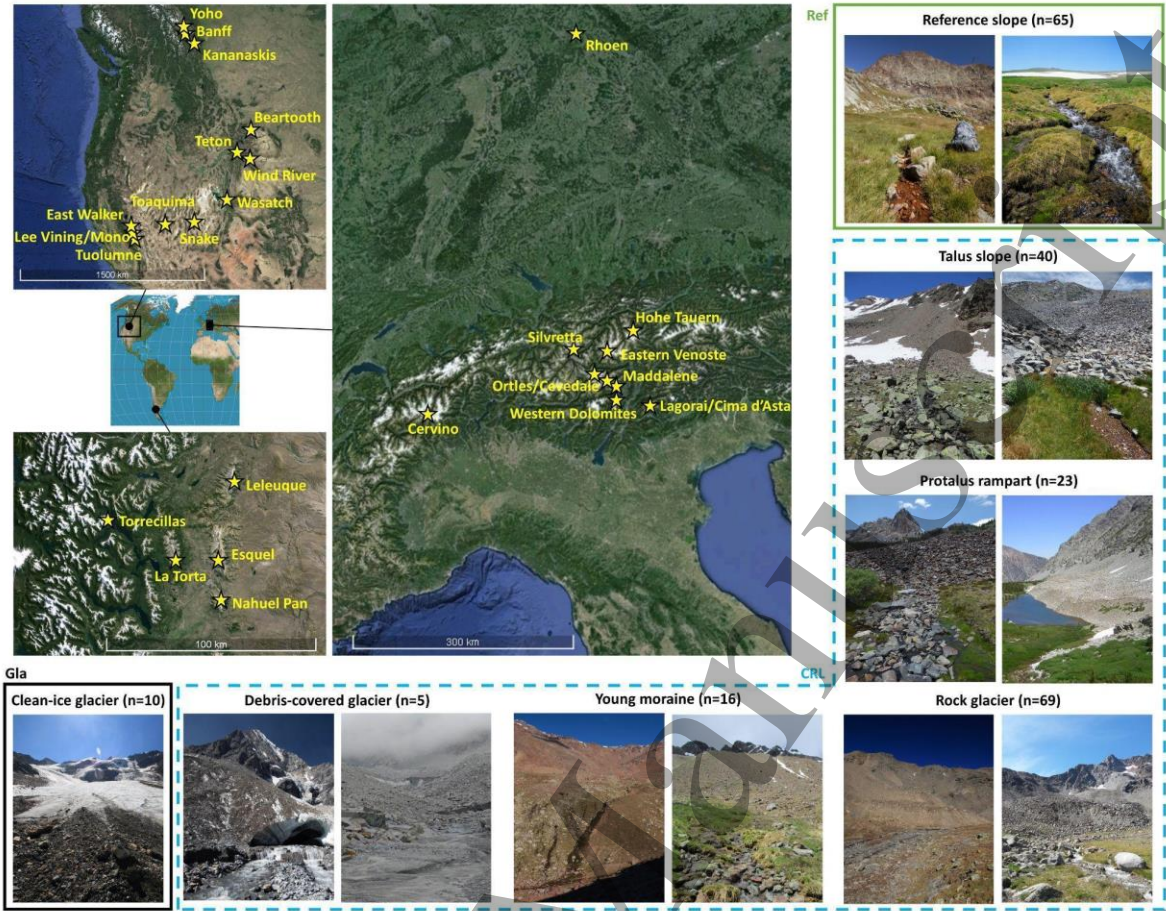 Yoho
Banff
Kananaskis
Beartooth
Teton
Wind River
Wasatch
Toaquima
East Walker
Snake
Lee Vining/Mono
Tuolumne
1500 km
Rhoen
Hohe Tauern
Silvretta
Eastern Venoste
Ortles/Cevedale
Maddalene
Western Dolomites
Lagorai/Cima d'Asta
Cervino
300 km
Leleuque
Torrecillas
Esquel
La Torta
Nahuel Pan
100 km
Ref
Reference slope (n=65)
Talus slope (n=40)
Protalus rampart (n=23)
CRL
Gla
Clean-ice glacier (n=10)
Debris-covered glacier (n=5)
Young moraine (n=16)
Rock glacier (n=69)
Manuscript